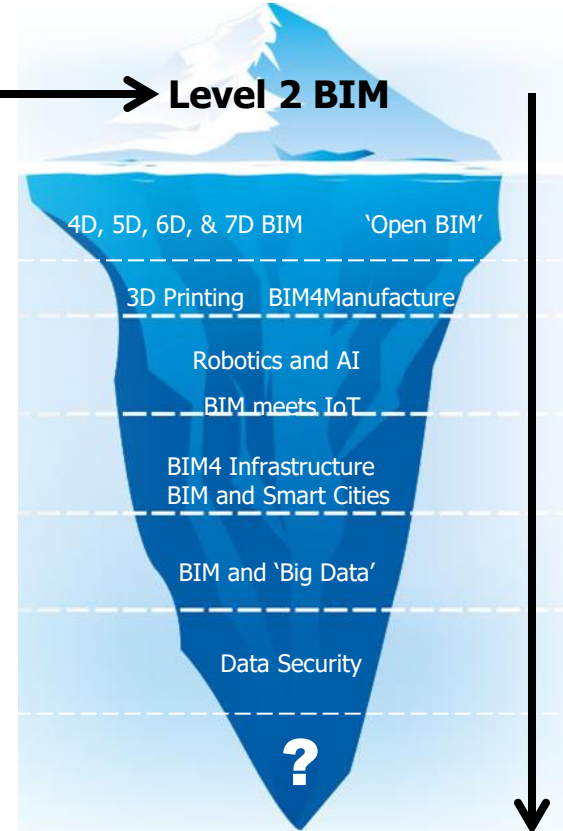 Level 2 BIM
4D, 5D, 6D, & 7D BIM ‘Open BIM’
3D Printing BIM4Manufacture
Robotics and AI
BIM meets IoT
BIM4 Infrastructure
BIM and Smart Cities
BIM and ‘Big Data’
Data Security
?